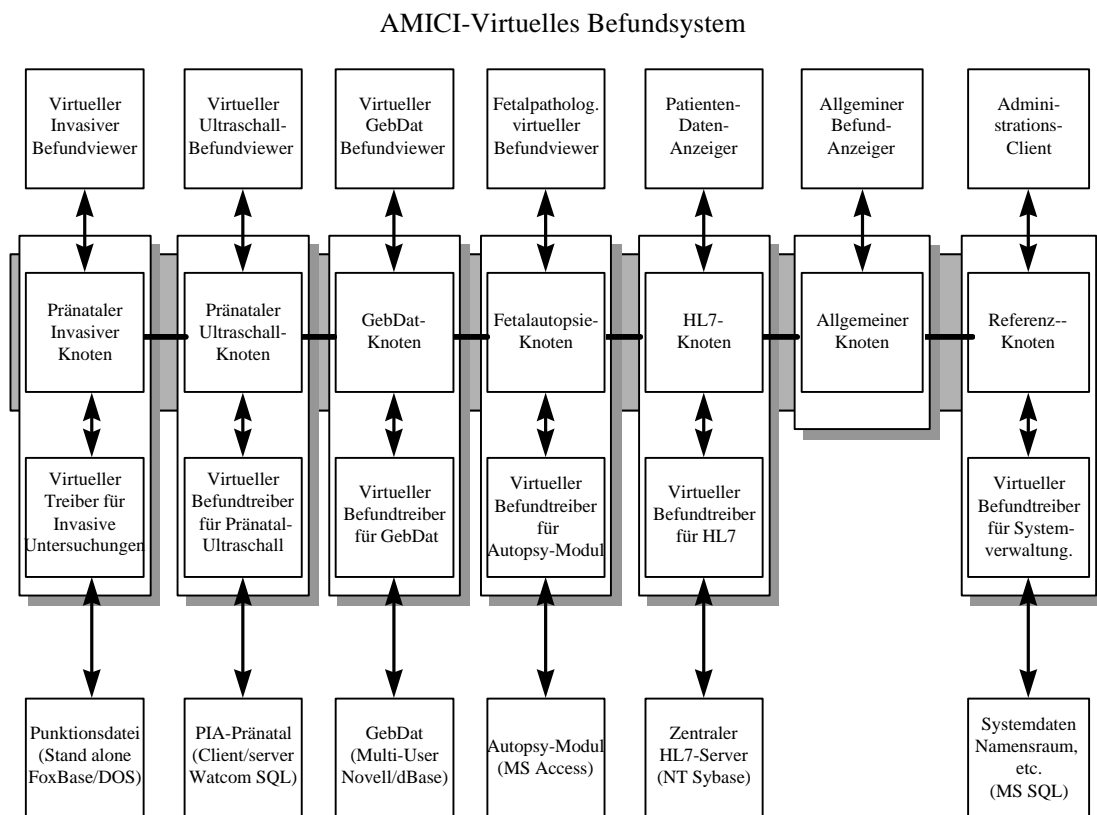 AMICI-Virtuelles Befundsystem
Virtueller
Invasiver
Befundviewer
Virtueller
Ultraschall-
Befundviewer
Virtueller
GebDat
Befundviewer
Fetalpatholog.
virtueller
Befundviewer
Patienten-
Daten-
Anzeiger
Allgeminer
Befund-
Anzeiger
Admini-
strations-
Client
Pränataler
Invasiver
Knoten
Pränataler
Ultraschall-
Knoten
GebDat-
Knoten
Fetalautopsie-
Knoten
HL7-
Knoten
Allgemeiner
Knoten
Referenz--
Knoten
Virtueller
Treiber für
Invasive
Untersuchungen
Virtueller
Befundtreiber
für Pränatal-
Ultraschall
Virtueller
Befundtreiber
für GebDat
Virtueller
Befundtreiber
für
Autopsy-Modul
Virtueller
Befundtreiber
für HL7
Virtueller
Befundtreiber
für System-
verwaltung.
Punktionsdatei
(Stand alone
FoxBase/DOS)
PIA-Pränatal
(Client/server
Watcom SQL)
GebDat
(Multi-User
Novell/dBase)
Autopsy-Modul
(MS Access)
Zentraler
HL7-Server
(NT Sybase)
Systemdaten
Namensraum,
etc.
(MS SQL)